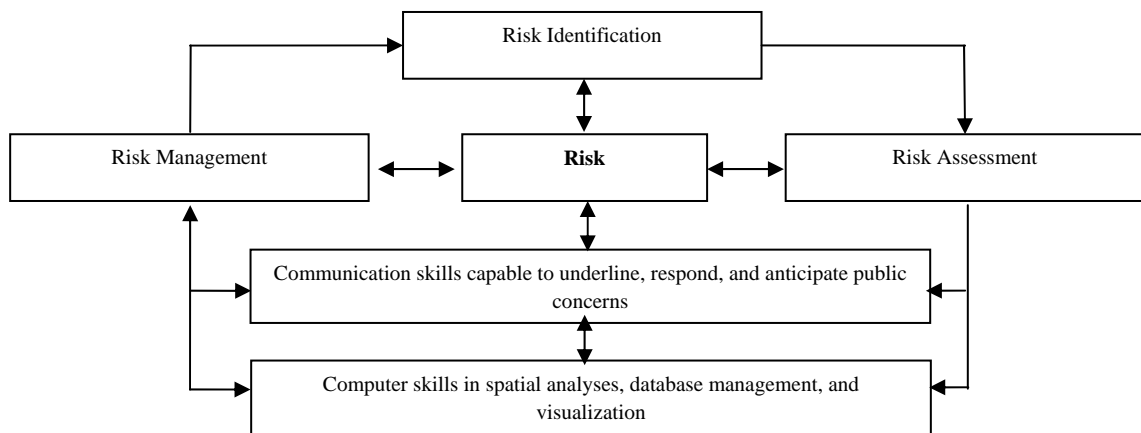 Risk Identification
Risk Management
Risk
Risk Assessment
Communication skills capable to underline, respond, and anticipate public
concerns
Computer skills in spatial analyses, database management, and
visualization